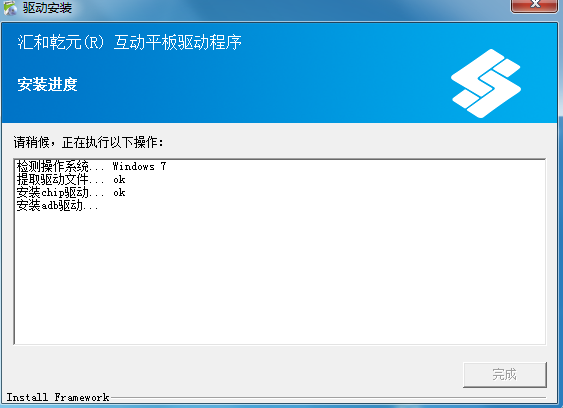 驱动安装
汇和乾元(R) 互动平板驱动程序
安装进度
请稍候，正在执行以下操作：
检测操作系统... Windows 7
提取驱动文件... ok
安装chip驱动... ok
安装adb驱动...
完成
Install Framework